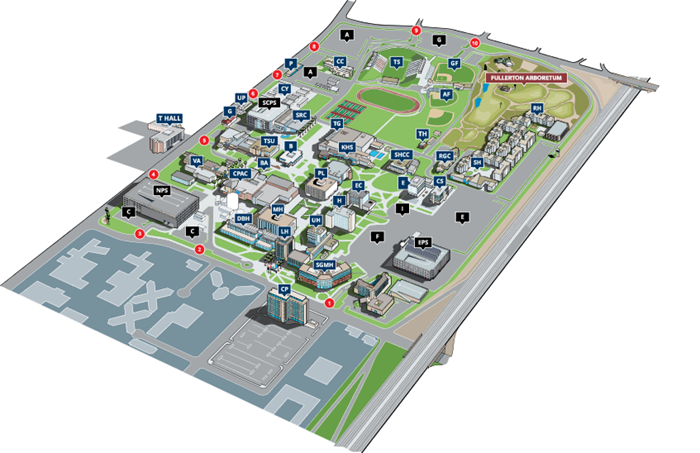 9
A
G
10
8
P
CC
TS
GF
7
A
FULLERTON ARBORETUM
CY
6
UP
SCPS
AF
RH
G
SRC
T HALL
TG
TH
5
TSU
B
KHS
SHCC
RGC
VA
BA
SH
4
CPAC
PL
NPS
EC
E
CS
C
MH
H
I
E
DBH
UH
3
C
LH
F
EPS
2
SGMH
CP
1